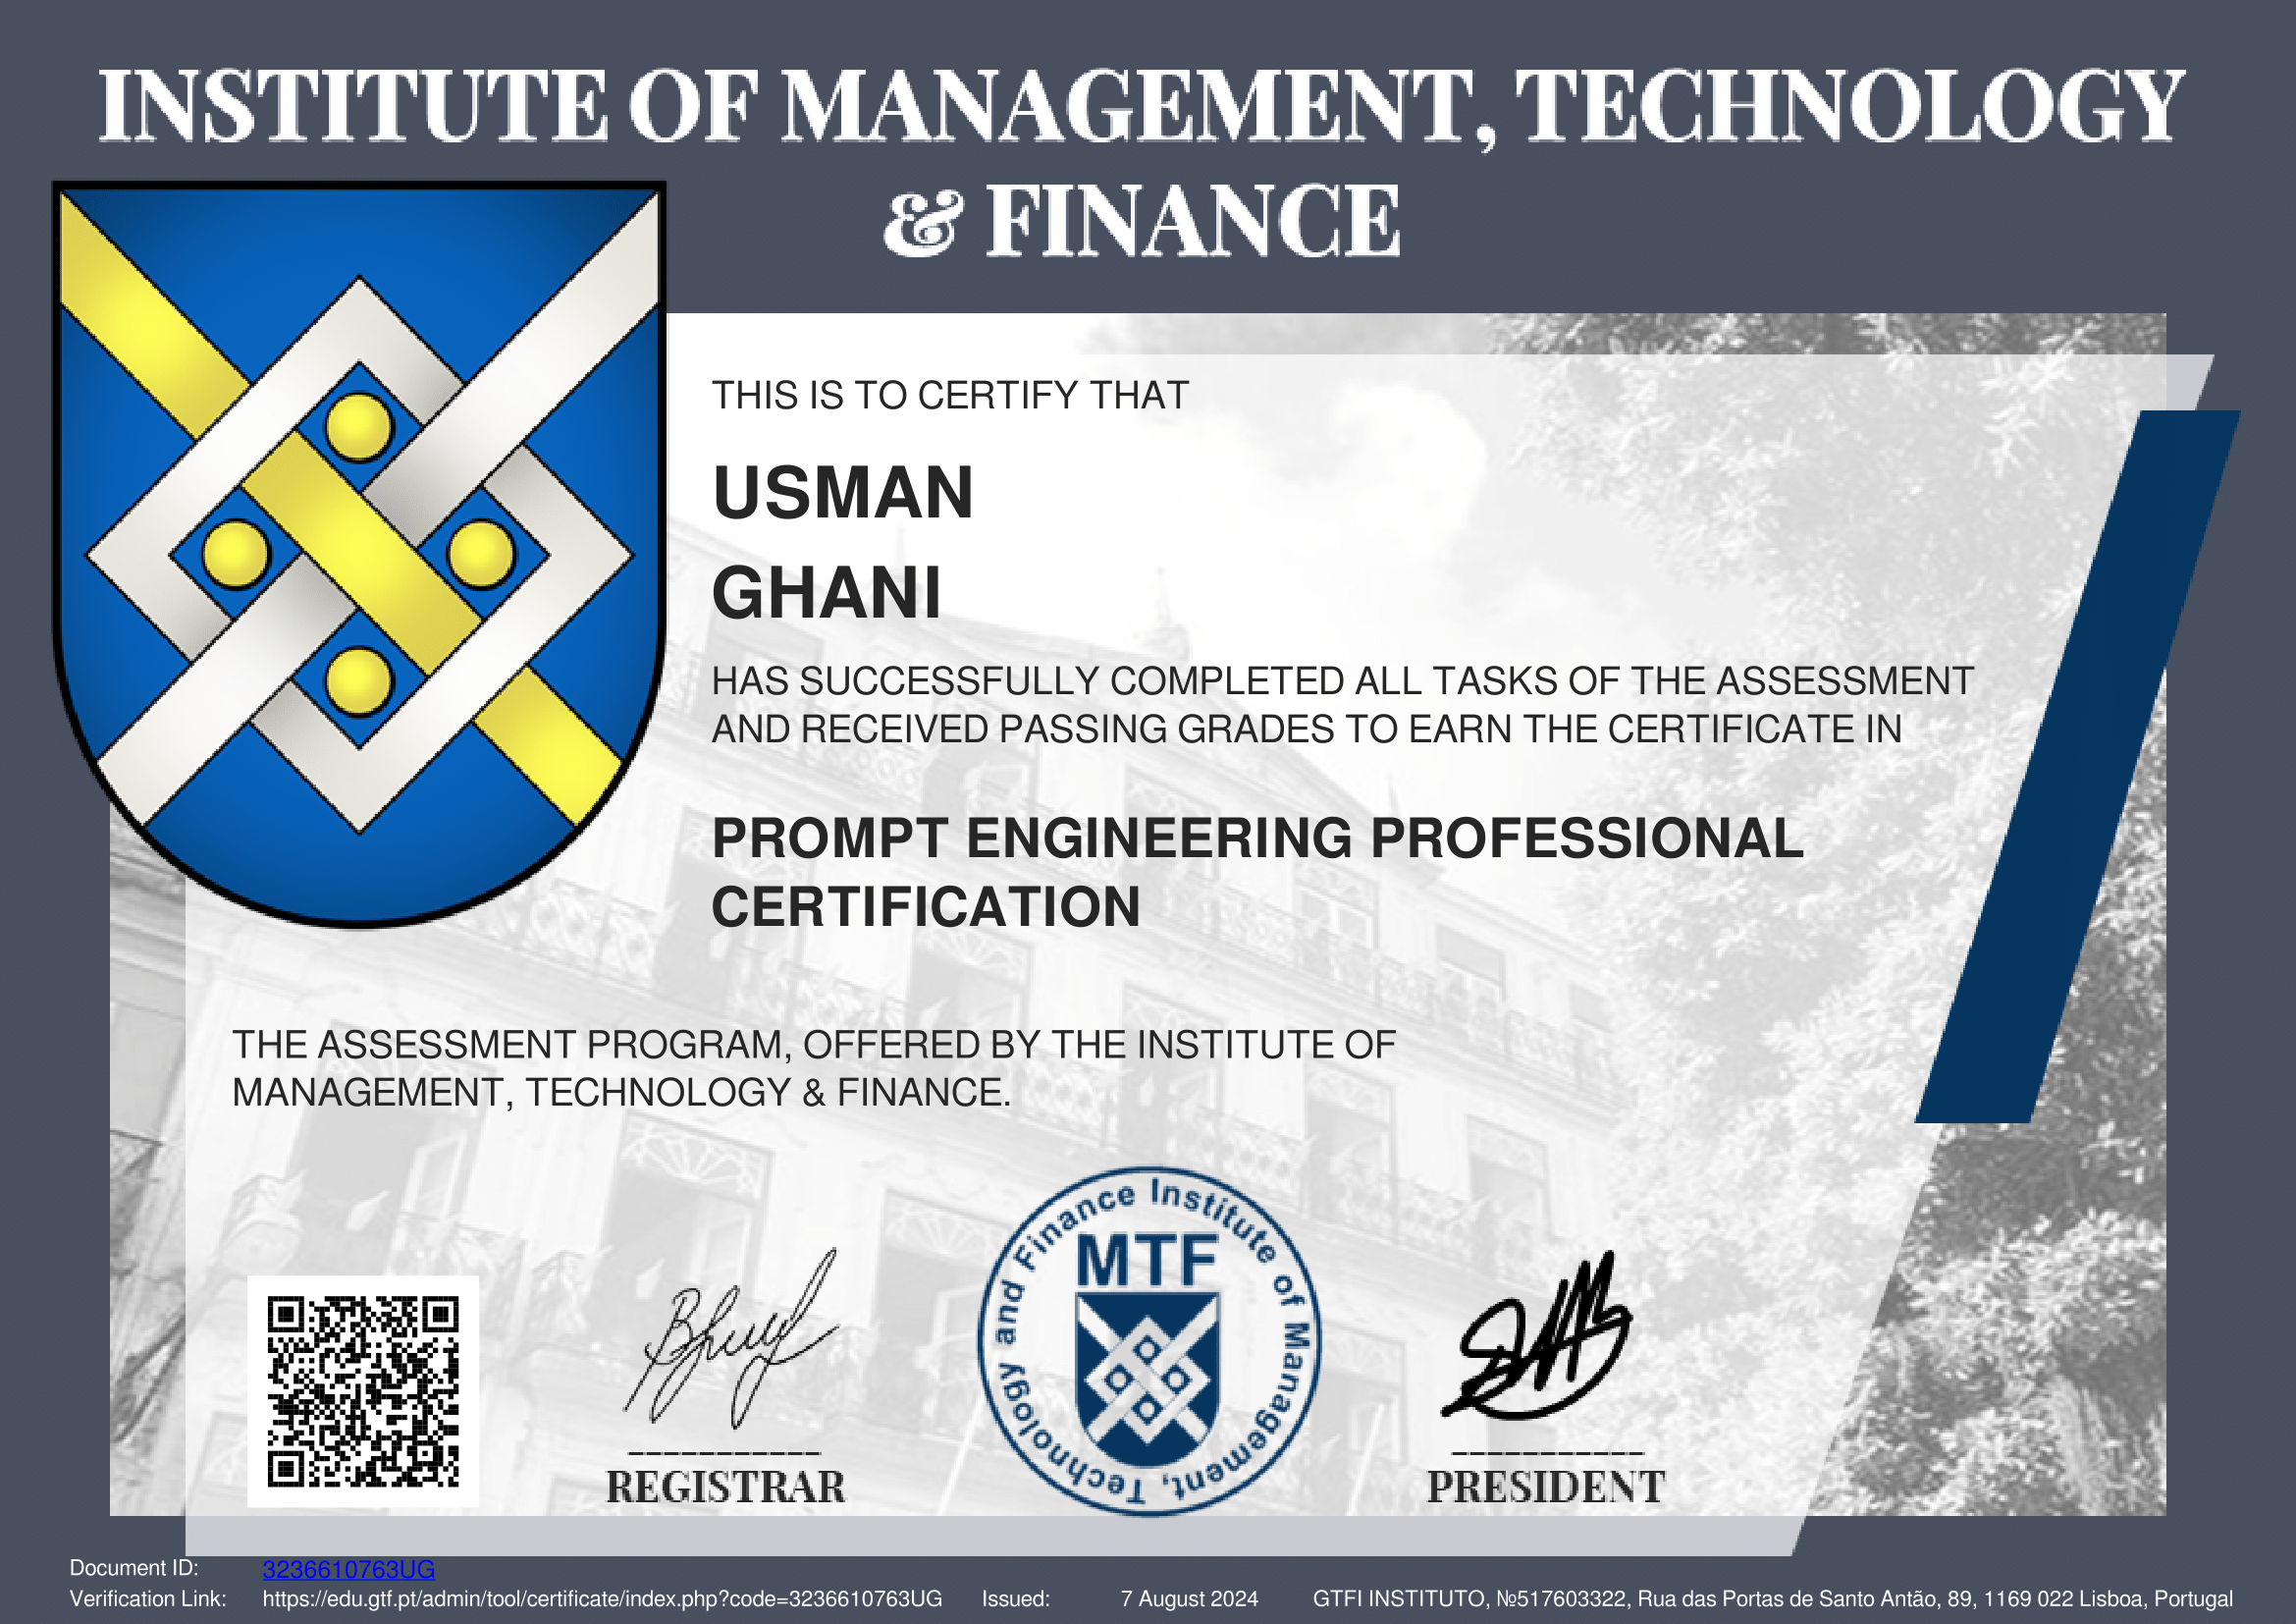 INSTITUTE OF MANAGEMENT, TECHNOLOGY
& FINANCE
THIS IS TO CERTIFY THAT
USMAN
GHANI
HAS SUCCESSFULLY COMPLETED ALL TASKS OF THE ASSESSMENT
AND RECEIVED PASSING GRADES TO EARN THE CERTIFICATE IN
PROMPT ENGINEERING PROFESSIONAL
CERTIFICATION
THE ASSESSMENT PROGRAM, OFFERED BY THE INSTITUTE OF
MANAGEMENT, TECHNOLOGY & FINANCE.
Institute of Management, Technology and Finance
MTF
REGISTRAR
PRESIDENT
Document ID: 3236610763UG
Verification Link: https://edu.gtf.pt/admin/tool/certificate/index.php?code=3236610763UG Issued: 7 August 2024 GTFI INSTITUTO, №517603322, Rua das Portas de Santo Antão, 89, 1169 022 Lisboa, Portugal